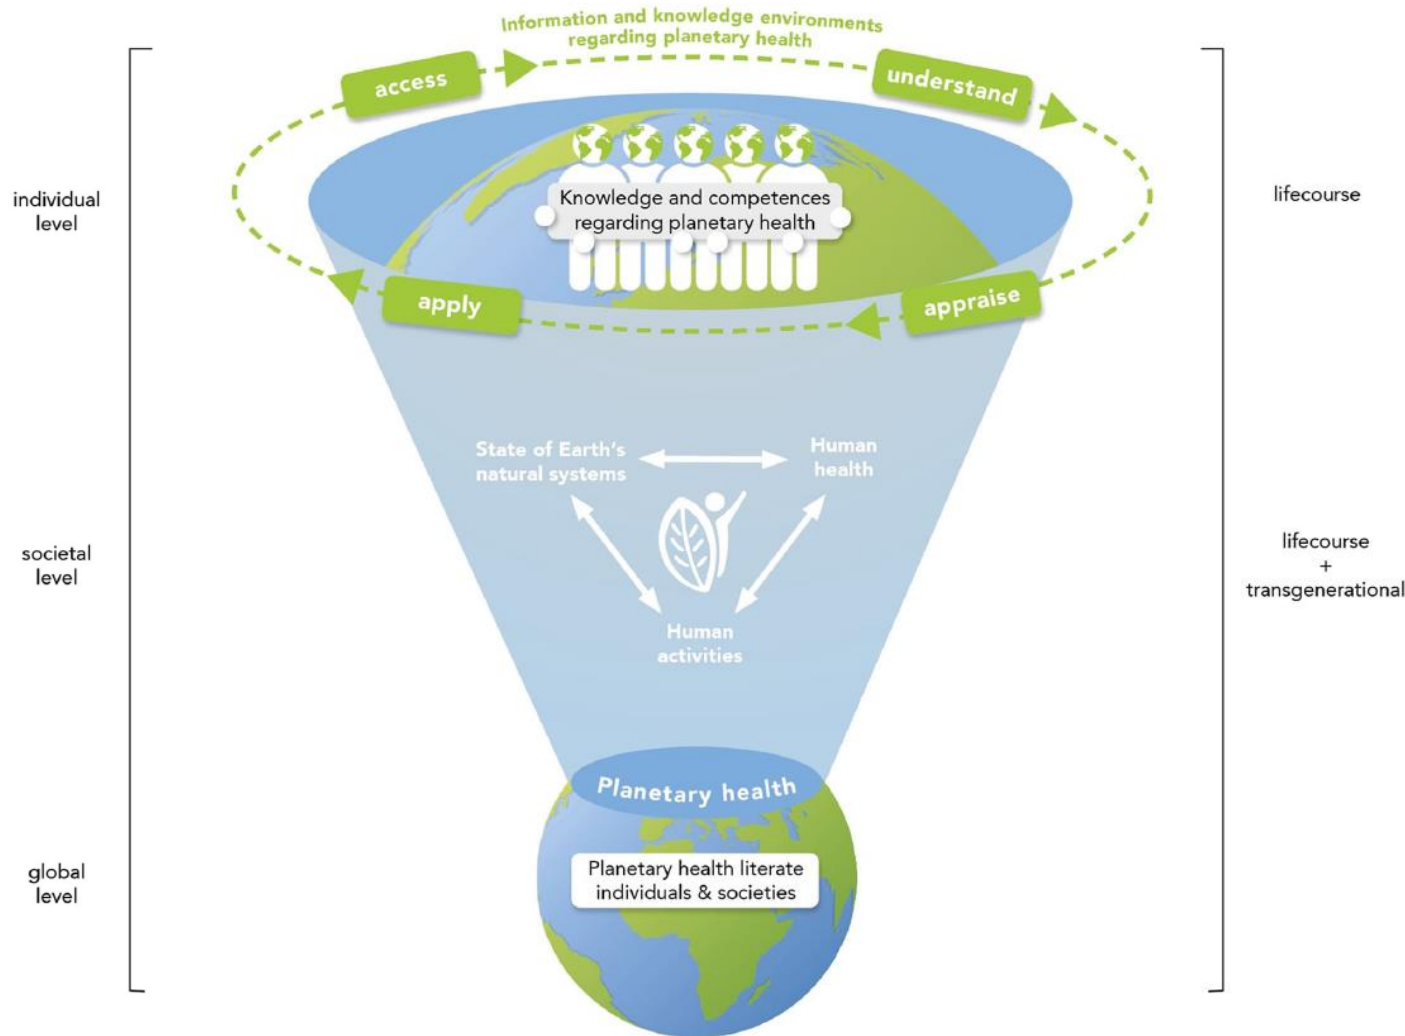 Information and knowledge environments
regarding planetary health
access
understand
individual
level
Knowledge and competences
regarding planetary health
lifecourse
apply
appraise
State of Earth's
natural systems
Human
health
societal
level
lifecourse
+
transgenerational
Human
activities
Planetary health
global
level
Planetary health literate
individuals & societies